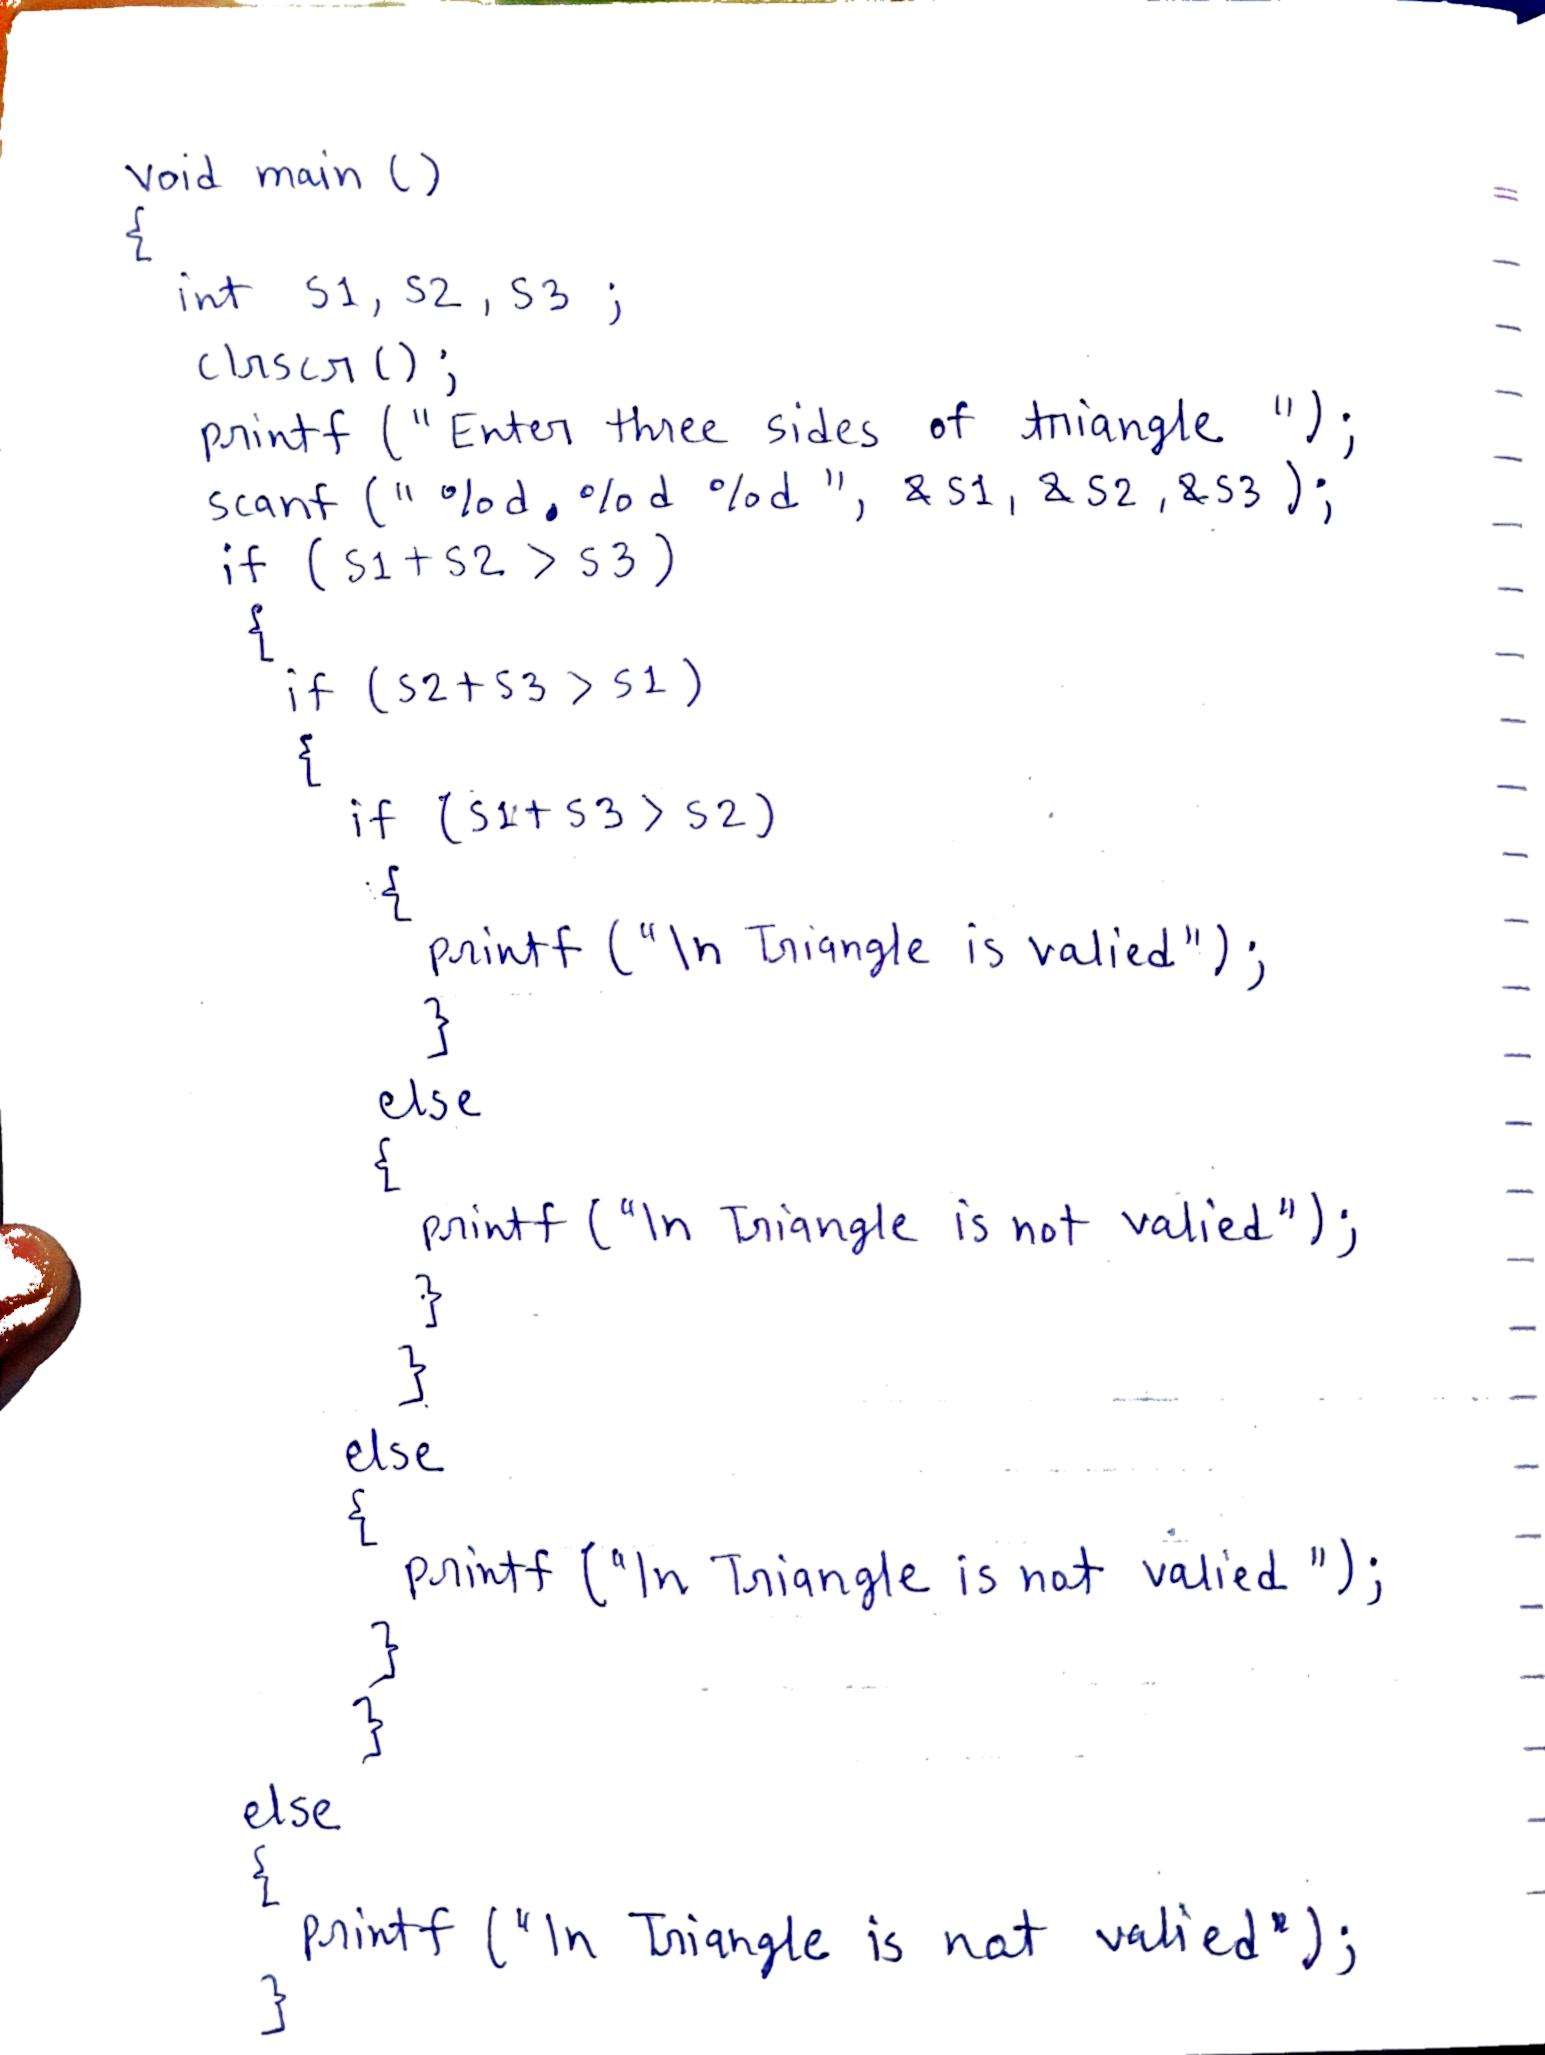 void main ()
{
int S1, S2, S3 ;
clrscr ();
printf ("Enter three sides of triangle ");
scanf ("%d %d %d ", &S1, &S2, &S3 );
if (S1+S2 > S3)
{
if (S2+S3 > S1)
{
if (S1+S3 > S2)
{
printf ("\n Triangle is valied");
}
else
{
printf ("\n Triangle is not valied");
}
}
else
{
printf ("\n Triangle is not valied ");
}
}
else
{
printf ("\n Triangle is not valied");
}